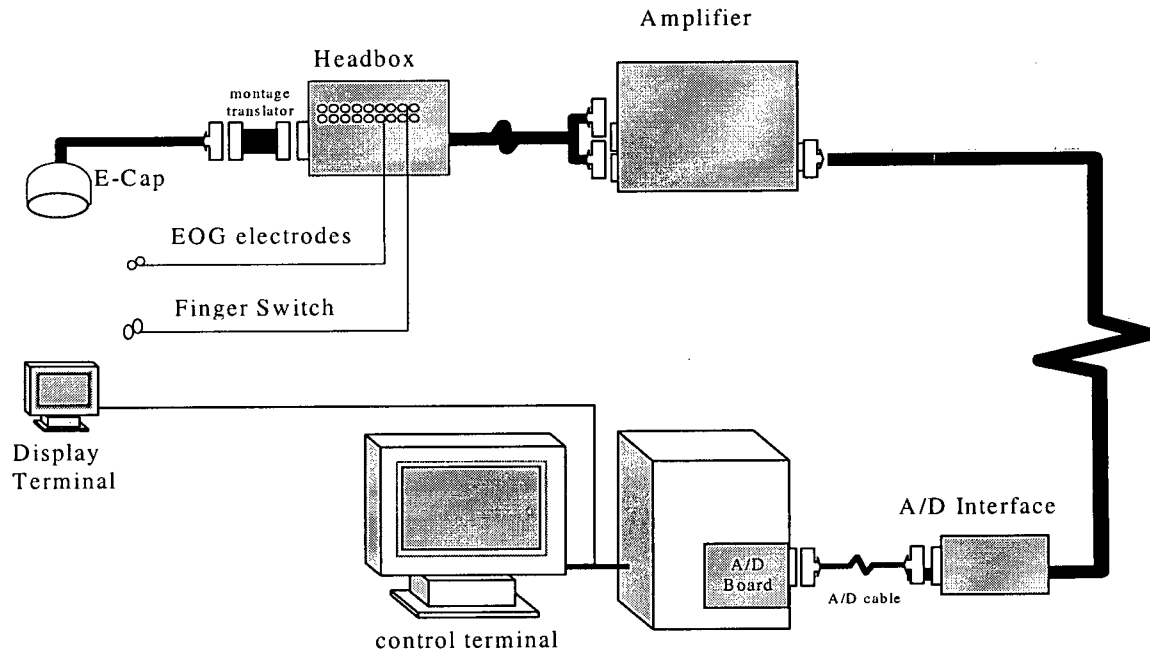 Amplifier
Headbox
montage
translator
E-Cap
EOG electrodes
Finger Switch
Display
Terminal
A/D Interface
A/D
Board
A/D cable
control terminal